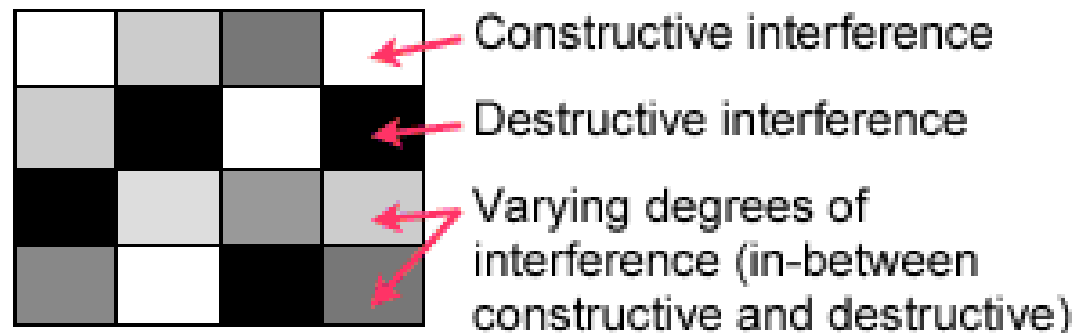 Constructive interference
Destructive interference
Varying degrees of
interference (in-between
constructive and destructive)